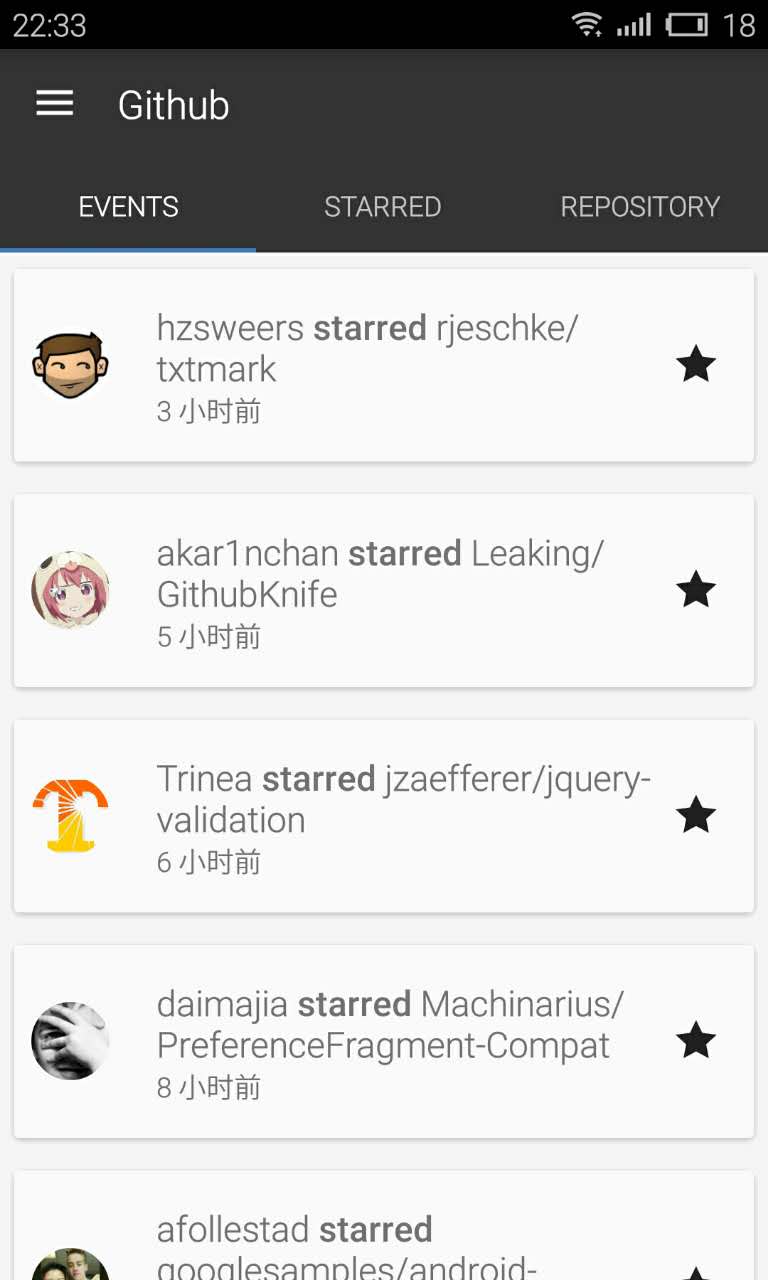 22:33
18
Github
EVENTS
STARRED
REPOSITORY
hzsweers starred rjeschke/
txtmark
3 小时前
akar1nchan starred Leaking/
GithubKnife
5 小时前
Trinea starred jzaefferer/jquery-
validation
6 小时前
daimajia starred Machinarius/
PreferenceFragment-Compat
8 小时前
afollestad starred
googlesamples/android-